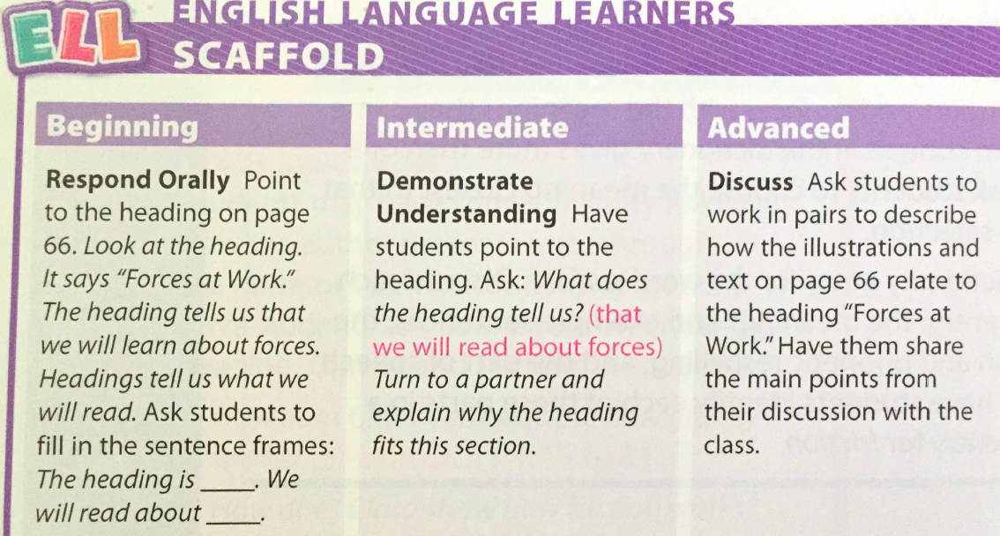 ELL
ENGLISH LANGUAGE LEARNERS
SCAFFOLD
Beginning
Respond Orally Point
to the heading on page
66. Look at the heading.
It says “Forces at Work.”
The heading tells us that
we will learn about forces.
Headings tell us what we
will read. Ask students to
fill in the sentence frames:
The heading is ____. We
will read about ____.
Intermediate
Demonstrate
Understanding Have
students point to the
heading. Ask: What does
the heading tell us? (that
we will read about forces)
Turn to a partner and
explain why the heading
fits this section.
Advanced
Discuss Ask students to
work in pairs to describe
how the illustrations and
text on page 66 relate to
the heading “Forces at
Work.” Have them share
the main points from
their discussion with the
class.